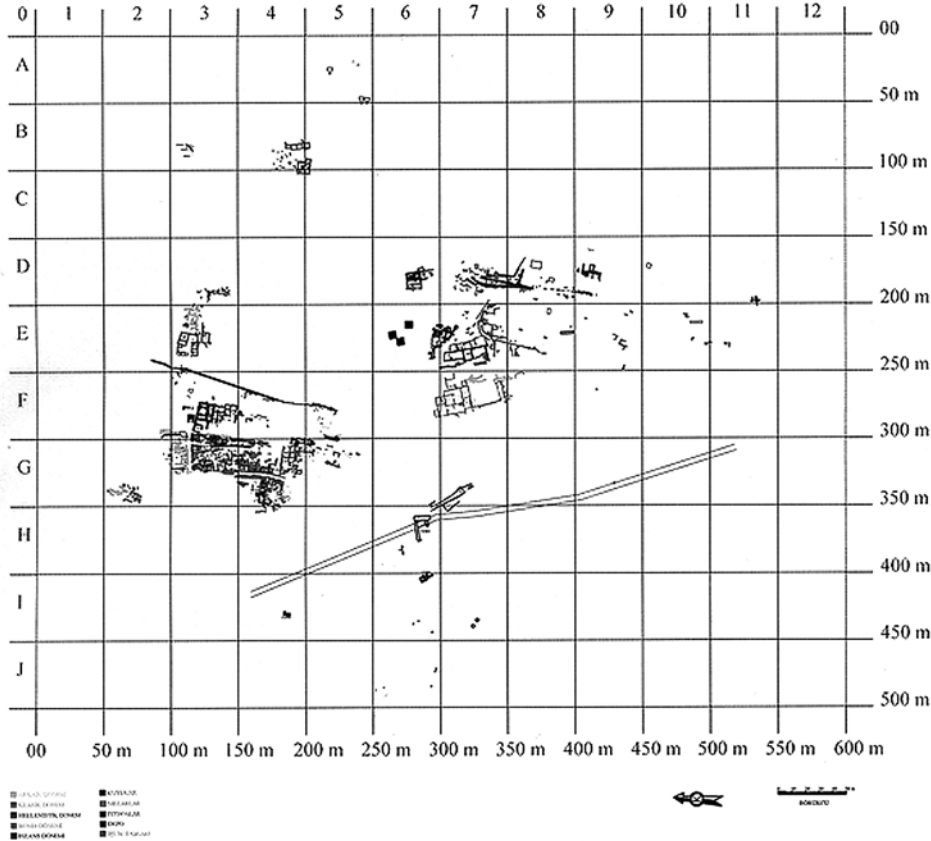 0 1 2 3 4 5 6 7 8 9 10 11 12
00
A
50 m
B
100 m
C
150 m
D
200 m
E
250 m
F
300 m
G
350 m
H
400 m
I
450 m
J
500 m
00 50 m 100 m 150 m 200 m 250 m 300 m 350 m 400 m 450 m 500 m 550 m 600 m
HELLENİSTİK DÖNEM
BİZANS DÖNEMİ